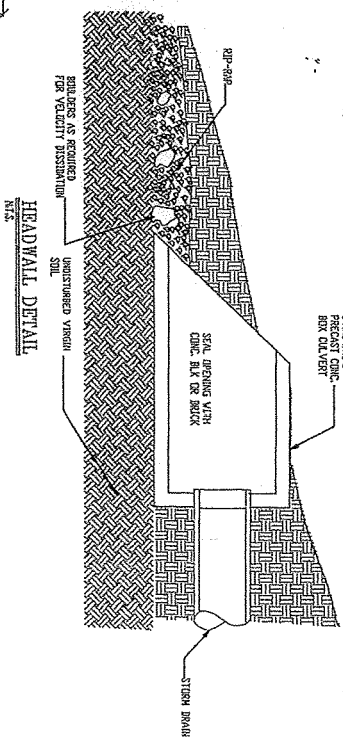 PRECAST CONC.
BOX CULVERT
RIP-RAP
SEAL OPENING WITH
CONC. BLK OR BRICK
STORM DRAIN
BOULDERS AS REQUIRED
FOR VELOCITY DISSIPATION
UNDISTURBED VIRGIN
SOIL
HEADWALL DETAIL
N.T.S.